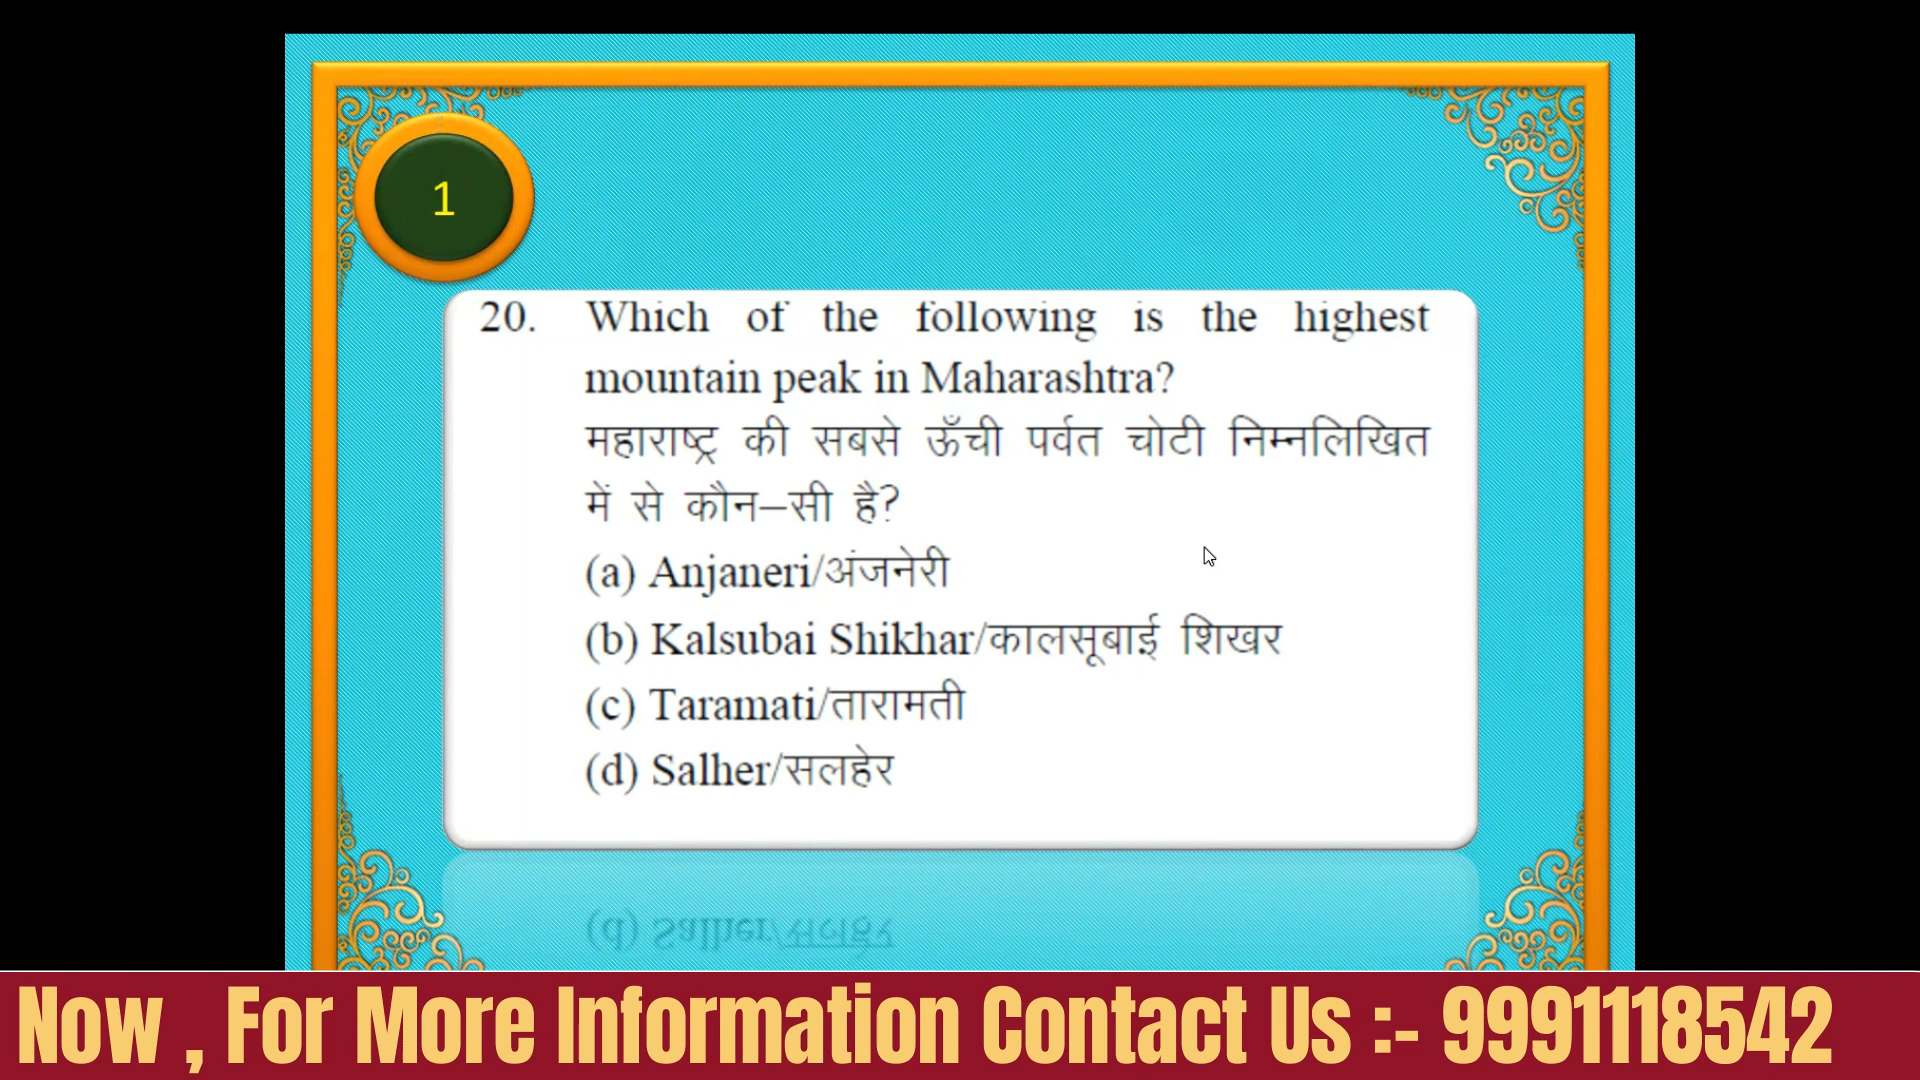 1
20. Which of the following is the highest
mountain peak in Maharashtra?
महाराष्ट्र की सबसे ऊँची पर्वत चोटी निम्नलिखित
में से कौन–सी है?
(a) Anjaneri/अंजनेरी
(b) Kalsubai Shikhar/कालसूबाई शिखर
(c) Taramati/तारामती
(d) Salher/सलहेर
Now , For More Information Contact Us :- 9991118542